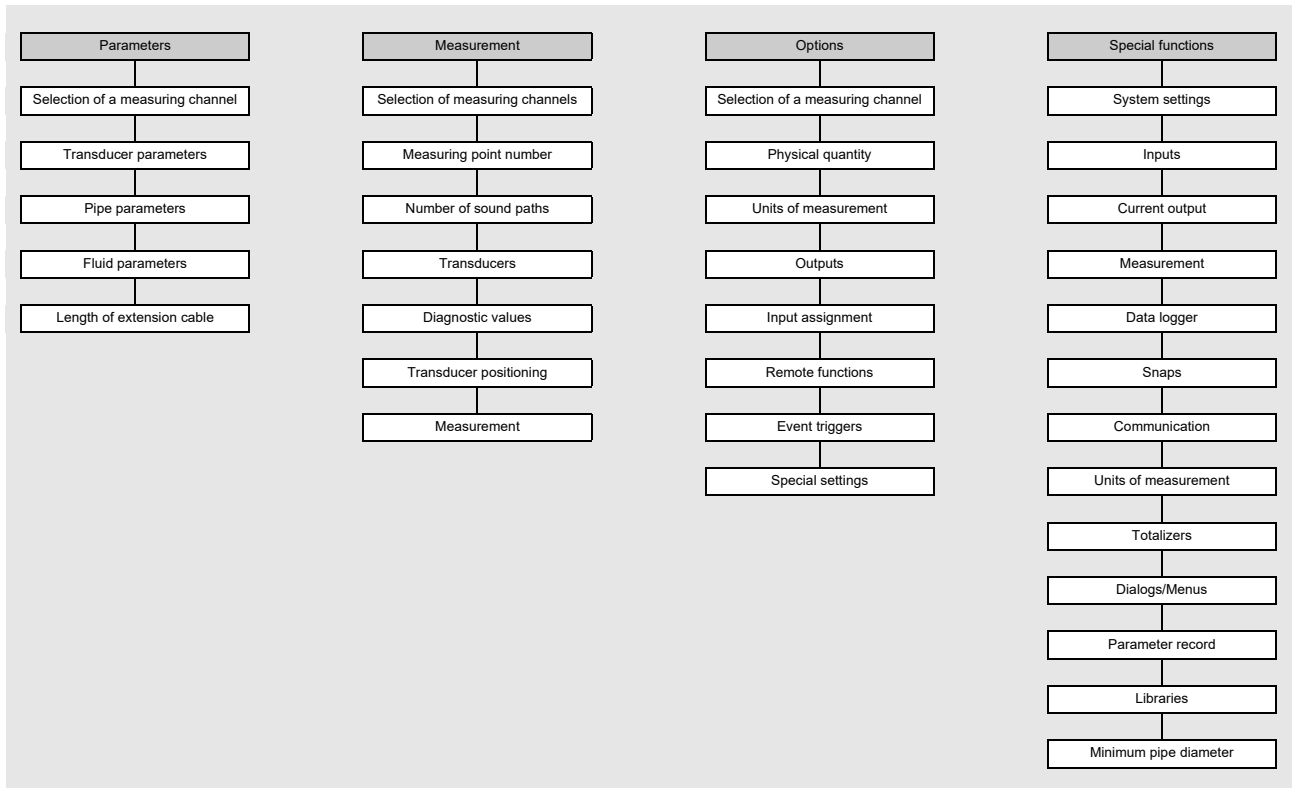 Parameters
Selection of a measuring channel
Transducer parameters
Pipe parameters
Fluid parameters
Length of extension cable
Measurement
Selection of measuring channels
Measuring point number
Number of sound paths
Transducers
Diagnostic values
Transducer positioning
Measurement
Options
Selection of a measuring channel
Physical quantity
Units of measurement
Outputs
Input assignment
Remote functions
Event triggers
Special settings
Special functions
System settings
Inputs
Current output
Measurement
Data logger
Snaps
Communication
Units of measurement
Totalizers
Dialogs/Menus
Parameter record
Libraries
Minimum pipe diameter